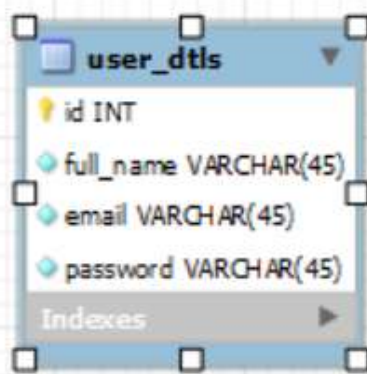 user_dtls
id INT
full_name VARCHAR(45)
email VARCHAR(45)
password VARCHAR(45)
Indexes